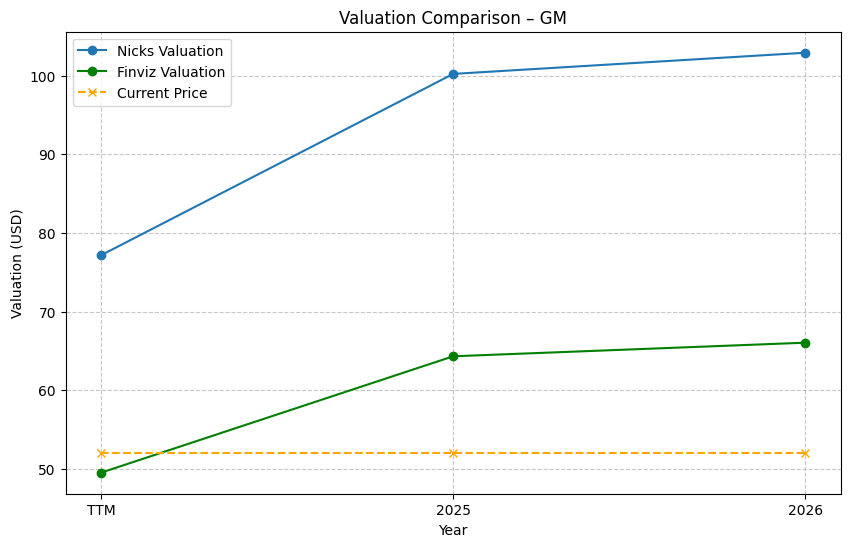 Valuation Comparison – GM
Nicks Valuation
Finviz Valuation
Current Price
Valuation (USD)
100
90
80
70
60
50
TTM
2025
2026
Year